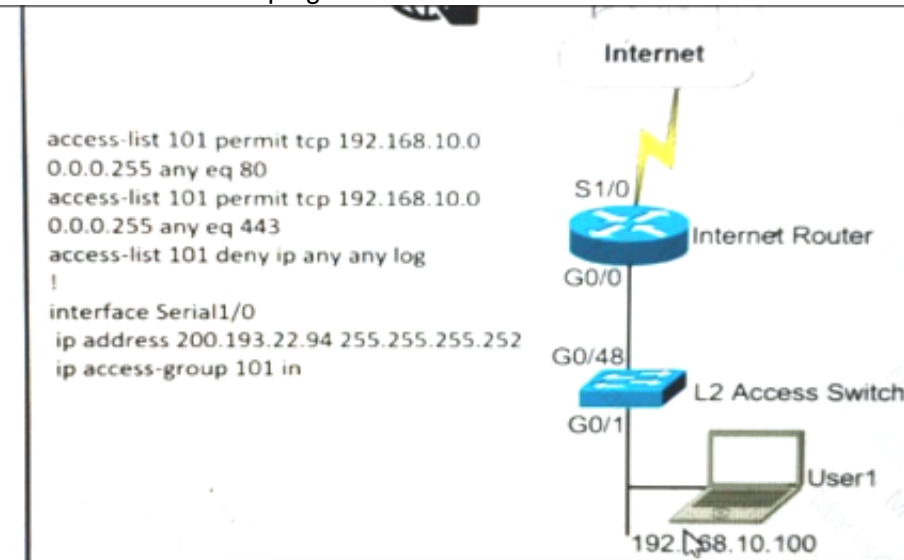 Internet
access-list 101 permit tcp 192.168.10.0
0.0.0.255 any eq 80
access-list 101 permit tcp 192.168.10.0
0.0.0.255 any eq 443
access-list 101 deny ip any any log
!
interface Serial1/0
ip address 200.193.22.94 255.255.255.252
ip access-group 101 in
S1/0
Internet Router
G0/0
G0/48
L2 Access Switch
G0/1
User1
68.10.100